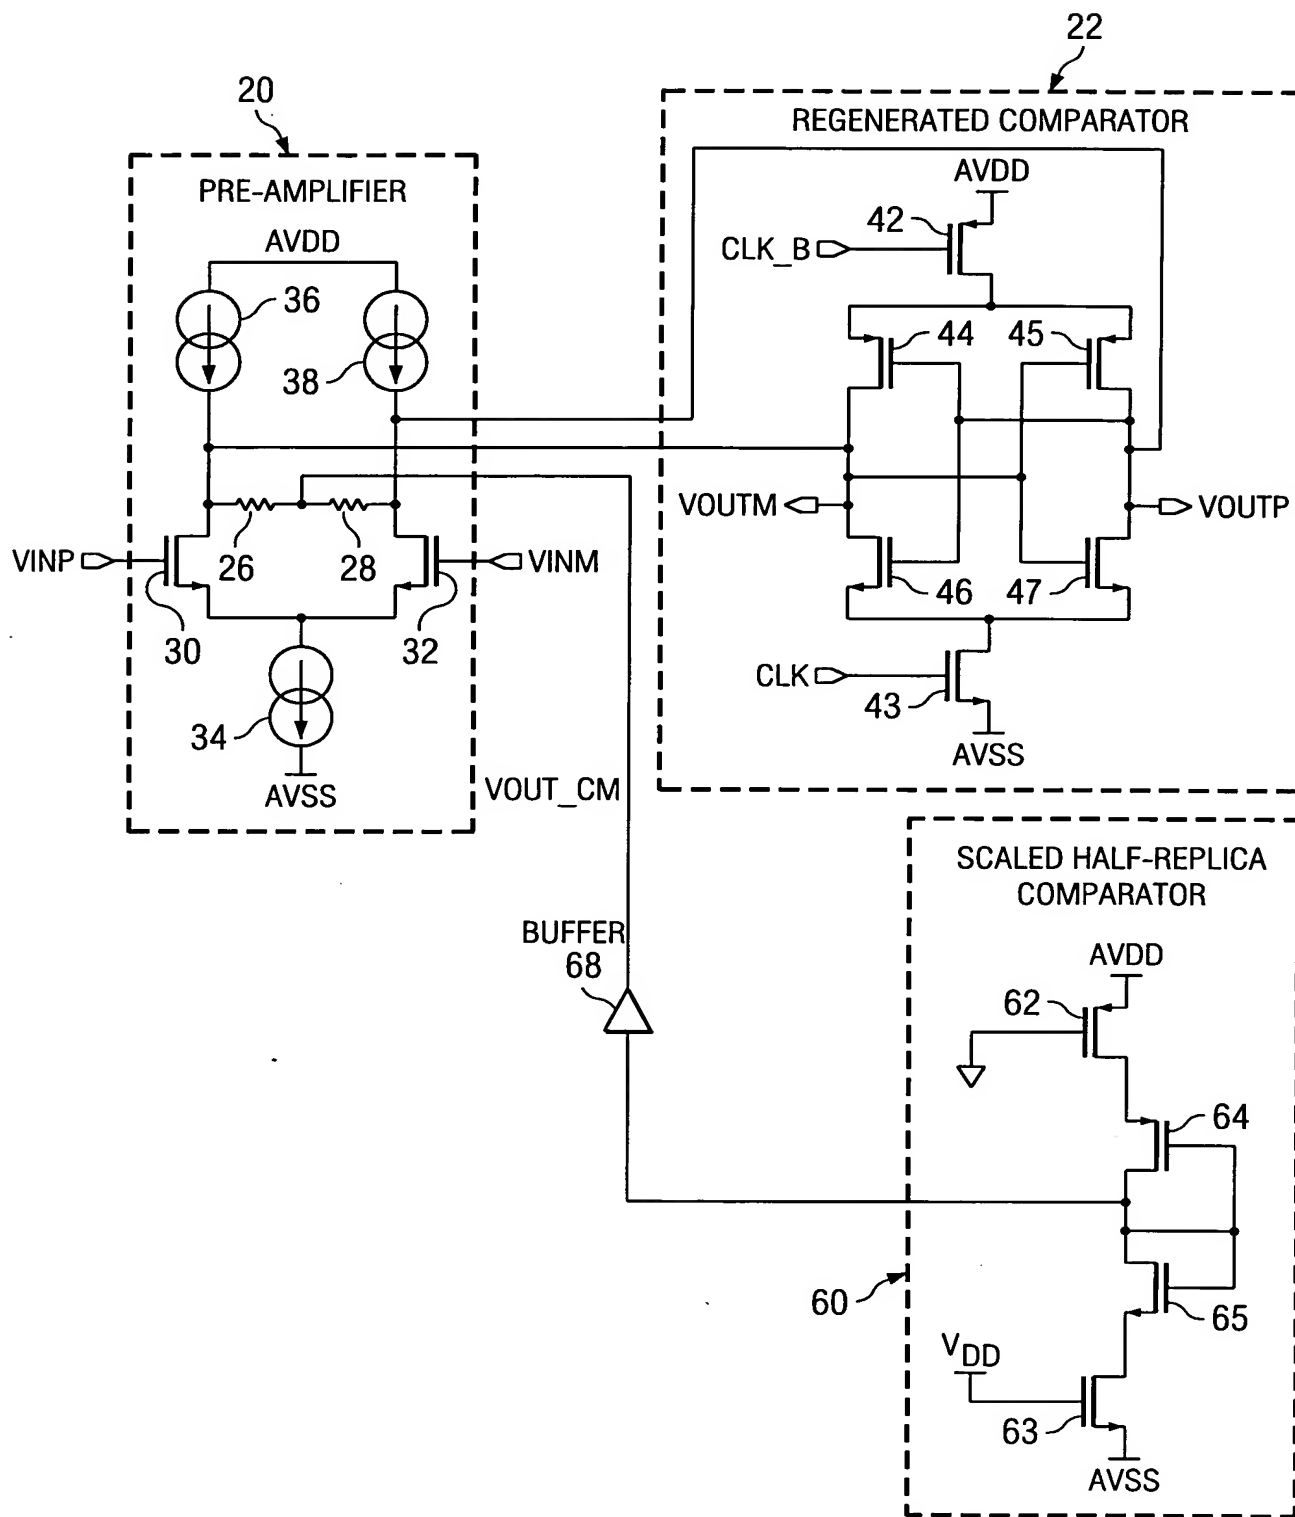 22
20
REGENERATED COMPARATOR
PRE-AMPLIFIER
AVDD
42
CLK_B
AVDD
36
38
44
45
VOUTM
VOUTP
VINP
26
28
VINM
46
47
30
32
CLK
43
34
AVSS
AVSS
VOUT_CM
SCALED HALF-REPLICA
COMPARATOR
BUFFER
68
AVDD
62
64
60
65
VDD
63
AVSS